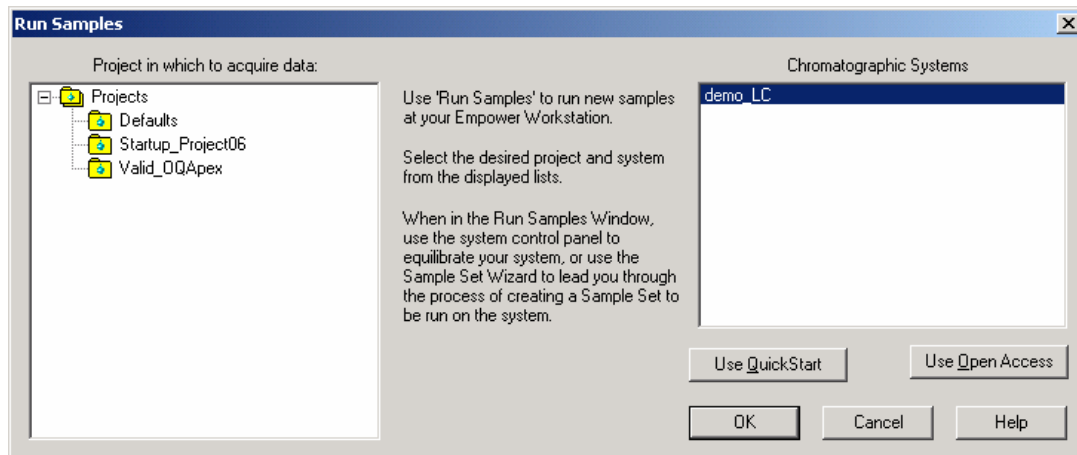 Run Samples
Project in which to acquire data:
Projects
Defaults
Startup_Project06
Valid_OQApex
Use 'Run Samples' to run new samples
at your Empower Workstation.
Select the desired project and system
from the displayed lists.
When in the Run Samples Window,
use the system control panel to
equilibrate your system, or use the
Sample Set Wizard to lead you through
the process of creating a Sample Set to
be run on the system.
Chromatographic Systems
demo_LC
Use QuickStart
Use Open Access
OK
Cancel
Help